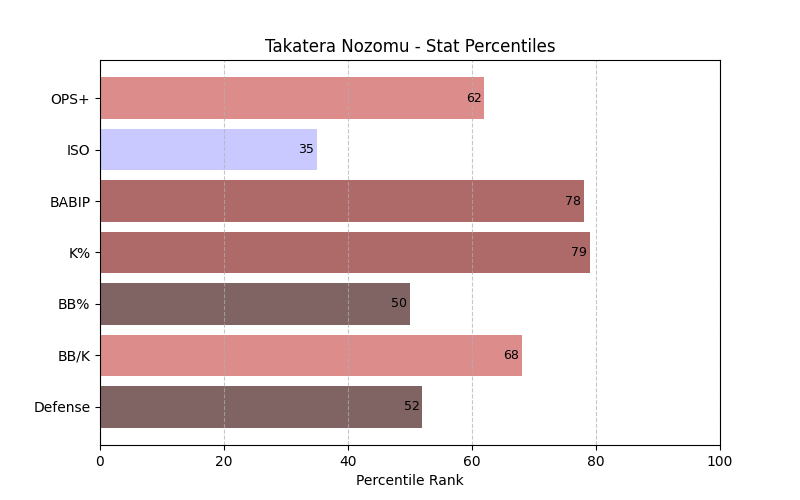 Takatera Nozomu - Stat Percentiles
OPS+ 62
ISO 35
BABIP 78
K% 79
BB% 50
BB/K 68
Defense 52
0 20 40 60 80 100
Percentile Rank